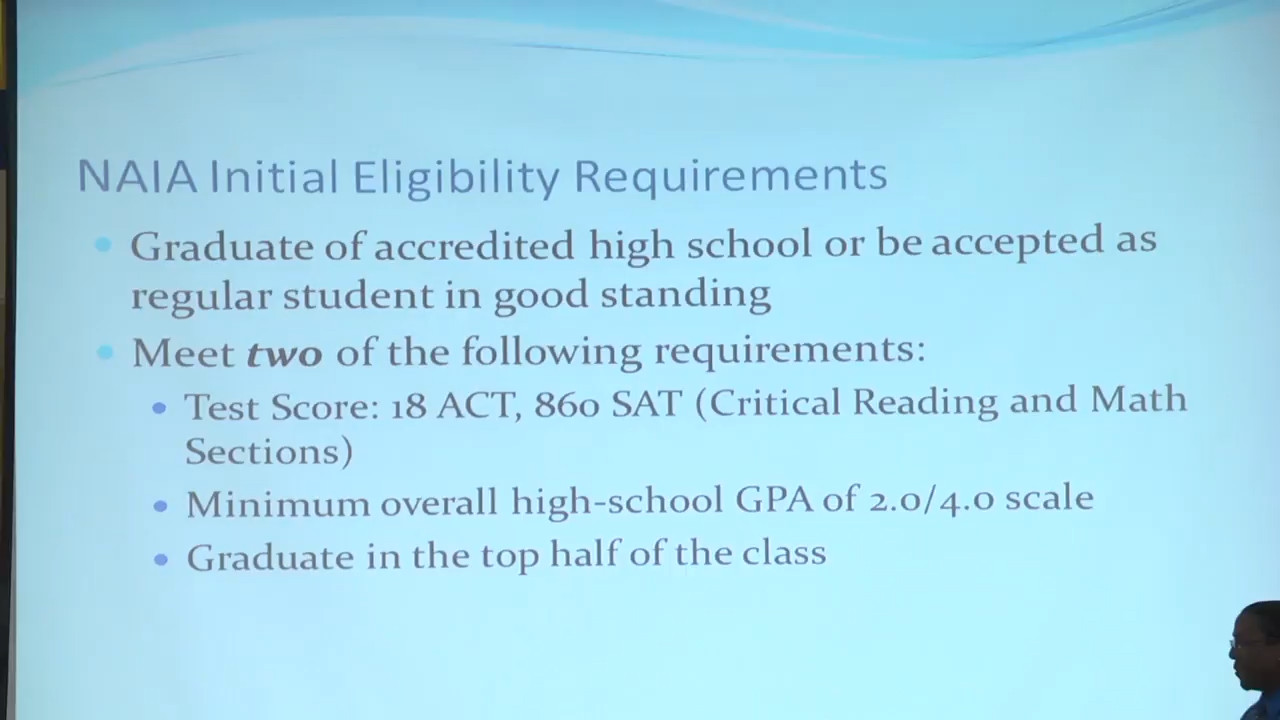 NAIA Initial Eligibility Requirements
• Graduate of accredited high school or be accepted as
regular student in good standing
• Meet two of the following requirements:
• Test Score: 18 ACT, 860 SAT (Critical Reading and Math
Sections)
• Minimum overall high-school GPA of 2.0/4.0 scale
• Graduate in the top half of the class